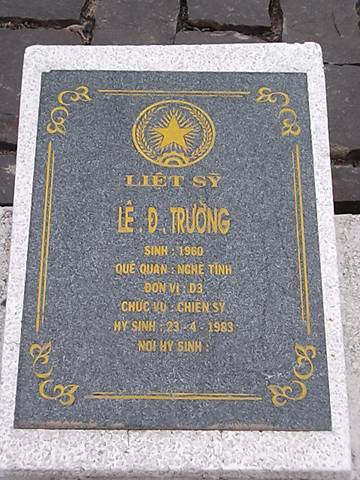 LIỆT SỸ
LÊ . Đ . TRƯỜNG
SINH : 1960
QUÊ QUÁN : NGHỆ TĨNH
ĐƠN VỊ : D3
CHỨC VỤ : CHIẾN SỸ
HY SINH : 23 - 4 - 1983
NƠI HY SINH :